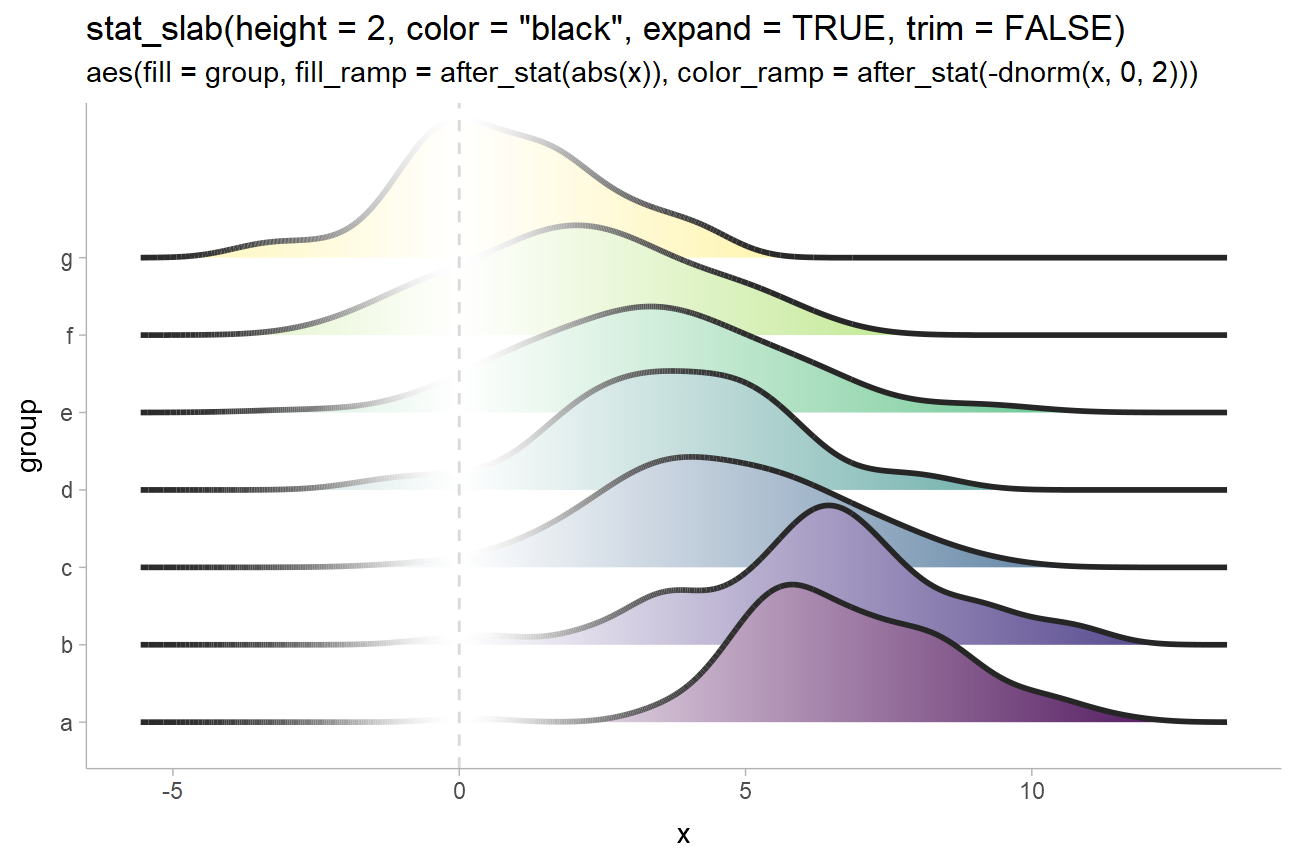 stat_slab(height = 2, color = "black", expand = TRUE, trim = FALSE)
aes(fill = group, fill_ramp = after_stat(abs(x)), color_ramp = after_stat(-dnorm(x, 0, 2)))
group
g
f
e
d
c
b
a
-5
0
5
10
x